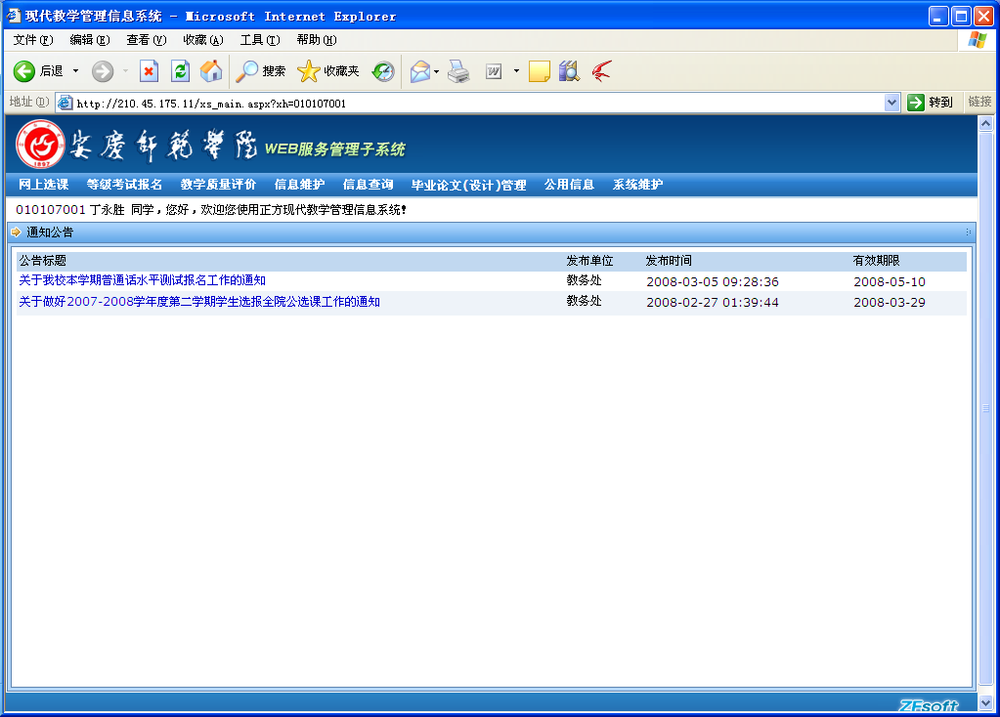 现代教学管理信息系统 - Microsoft Internet Explorer
文件(F) 编辑(E) 查看(V) 收藏(A) 工具(T) 帮助(H)
后退 搜索 收藏夹 W
地址(D) http://210.45.175.11/xs_main.aspx?xh=010107001 转到 链接
1897 安慶師範學院 WEB服务管理子系统
网上选课 等级考试报名 教学质量评价 信息维护 信息查询 毕业论文(设计)管理 公用信息 系统维护
010107001 丁永胜 同学，您好，欢迎您使用正方现代教学管理信息系统!
通知公告
公告标题 发布单位 发布时间 有效期限
关于我校本学期普通话水平测试报名工作的通知 教务处 2008-03-05 09:28:36 2008-05-10
关于做好2007-2008学年度第二学期学生选报全院公选课工作的通知 教务处 2008-02-27 01:39:44 2008-03-29
ZFsoft